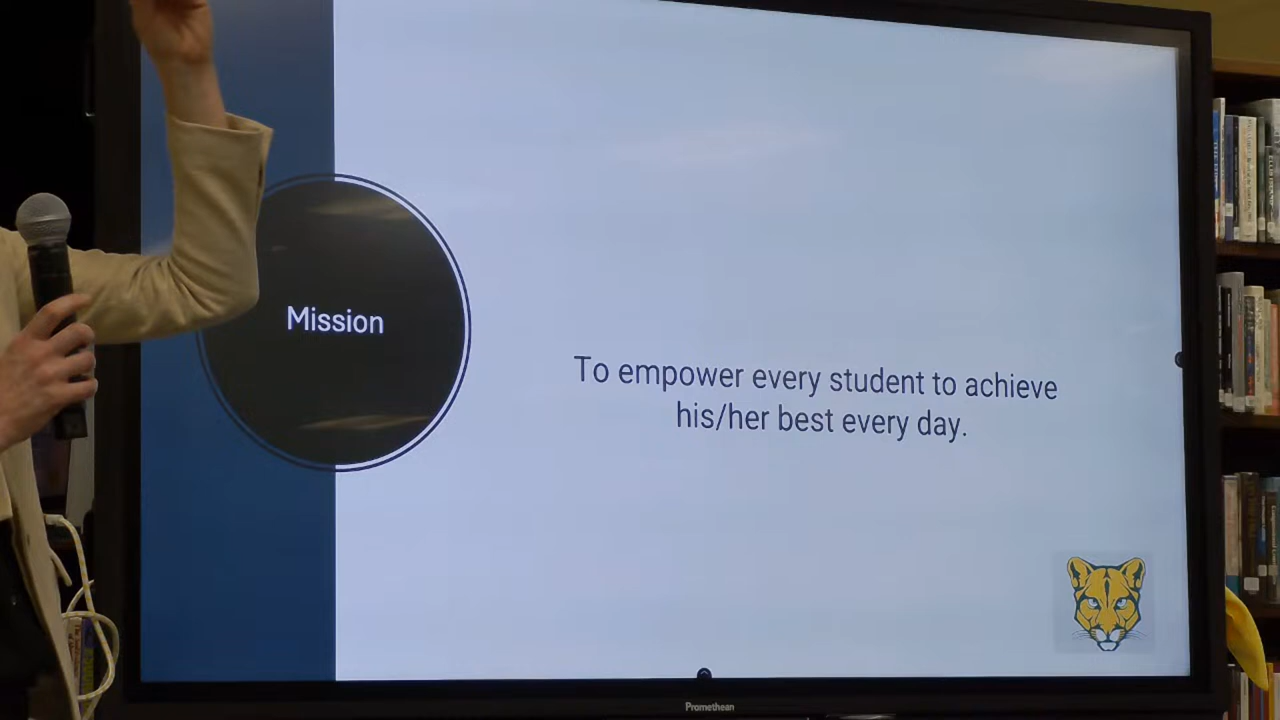 Mission
To empower every student to achieve
his/her best every day.
Promethean